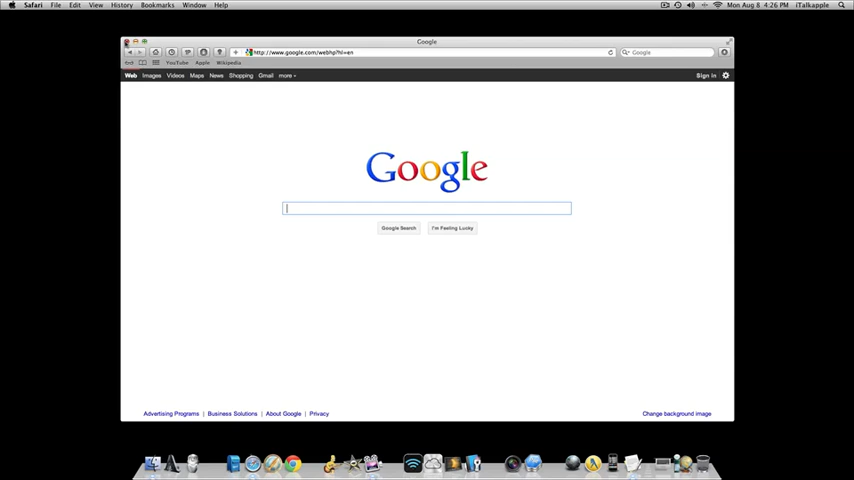 Safari File Edit View History Bookmarks Window Help Mon Aug 8 4:26 PM iTalkapple
Google
http://www.google.com/webhp?hl=en Google
YouTube Apple Wikipedia
Web Images Videos Maps News Shopping Gmail more Sign in
Google
Google Search I'm Feeling Lucky
Advertising Programs | Business Solutions | About Google | Privacy Change background image